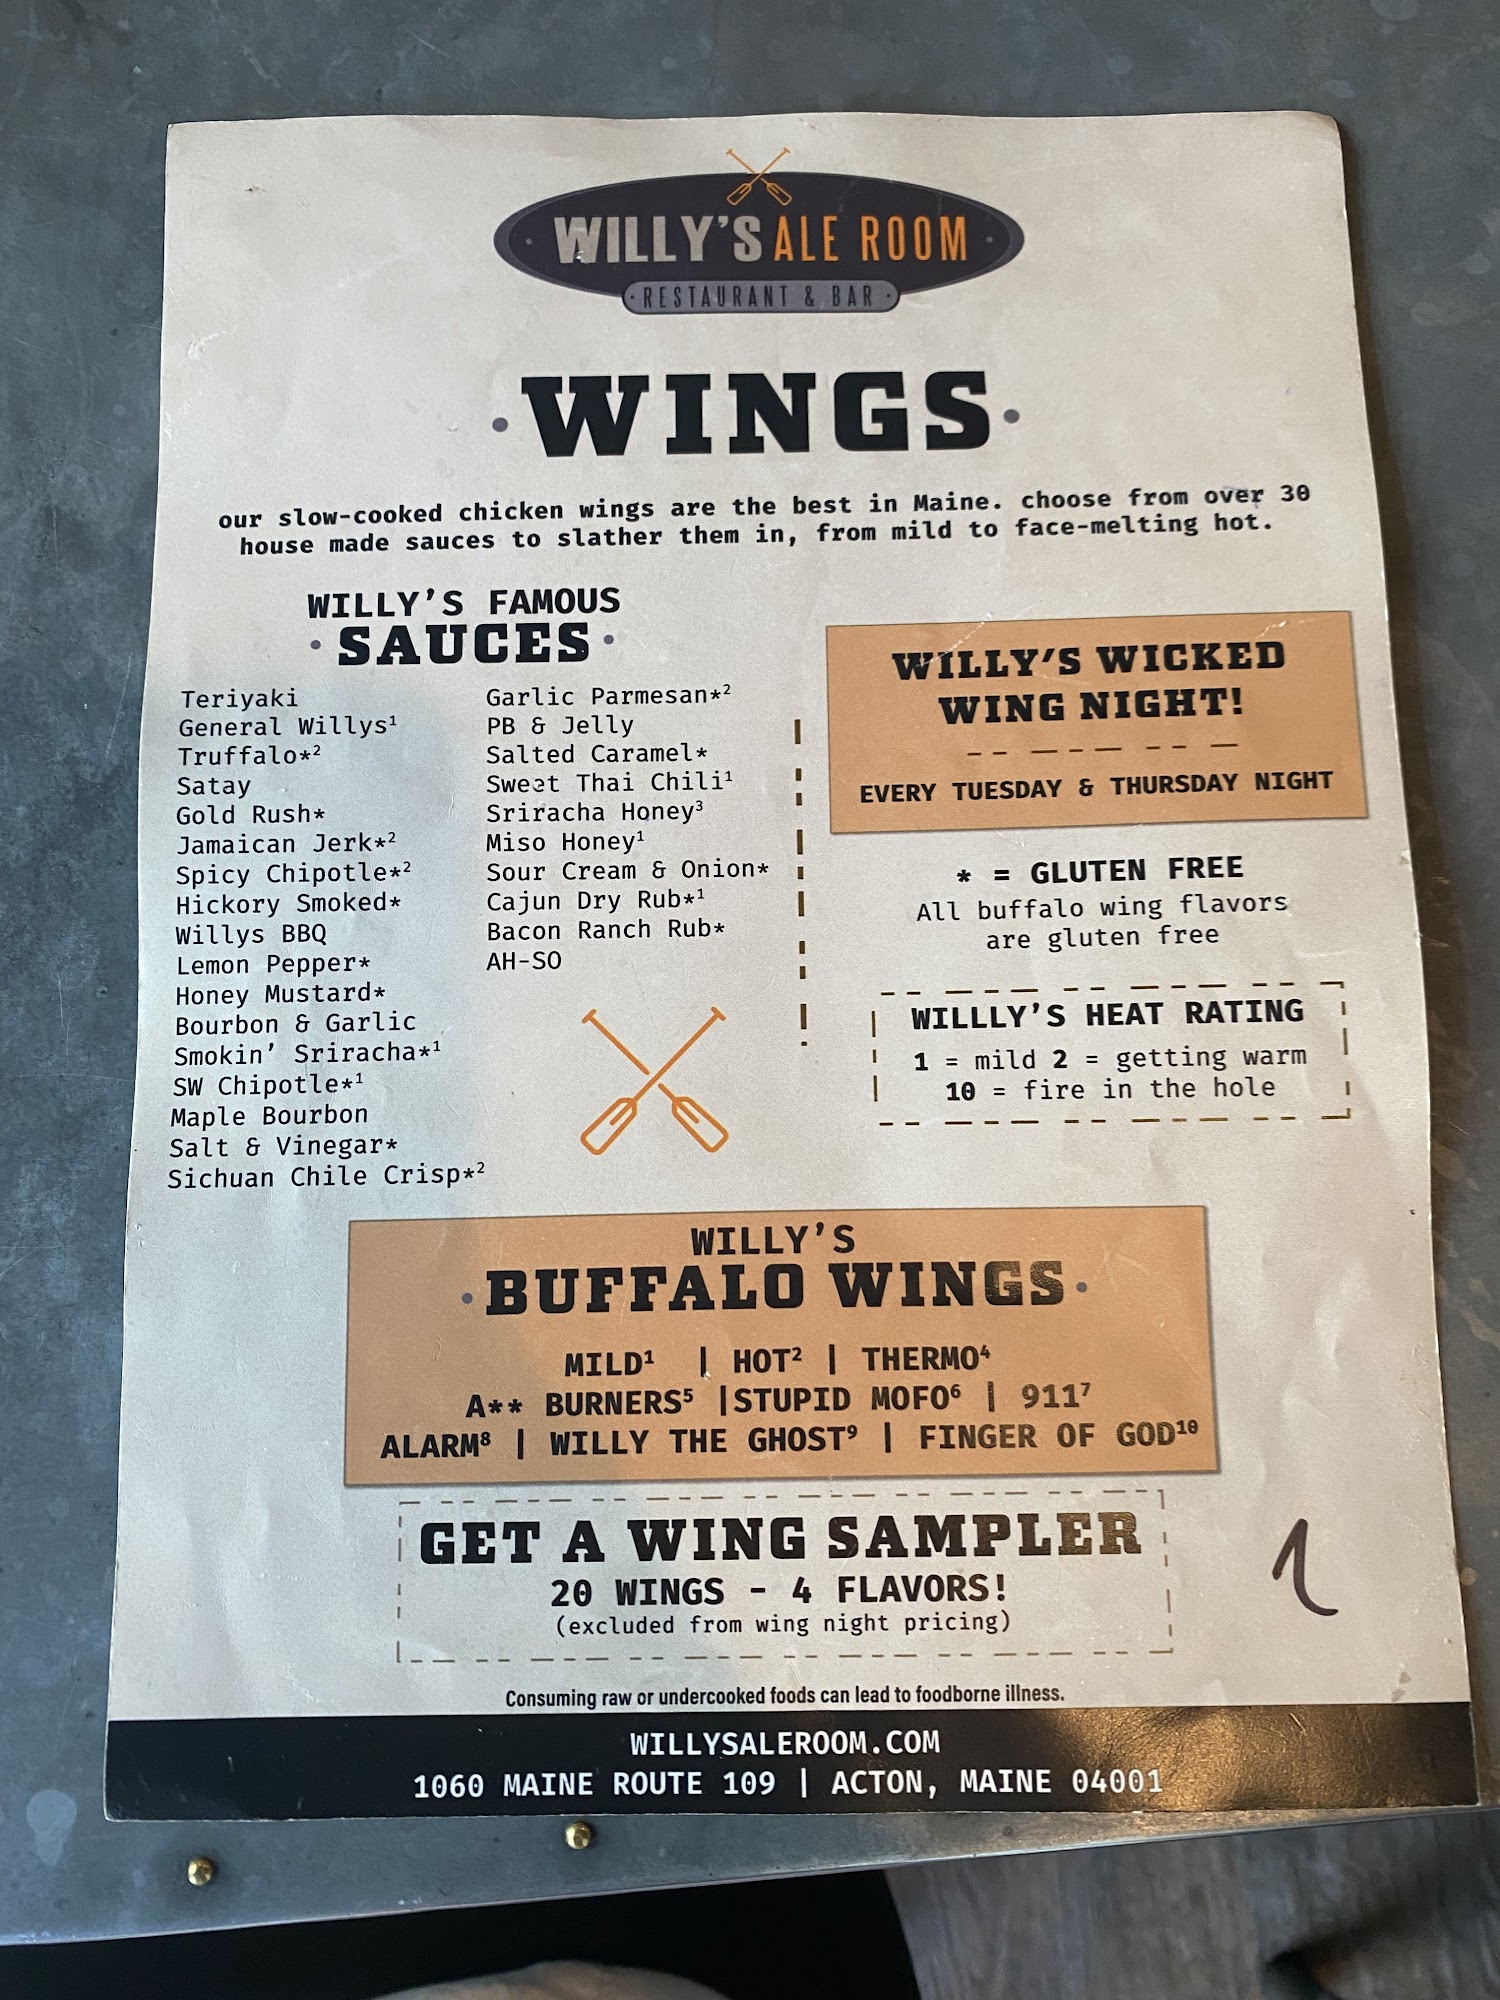 WILLY'S ALE ROOM
· RESTAURANT & BAR ·
·WINGS·
our slow-cooked chicken wings are the best in Maine. choose from over 30
house made sauces to slather them in, from mild to face-melting hot.
WILLY'S FAMOUS
·SAUCES·
Teriyaki
General Willys¹
Truffalo*²
Satay
Gold Rush*
Jamaican Jerk*²
Spicy Chipotle*²
Hickory Smoked*
Willys BBQ
Lemon Pepper*
Honey Mustard*
Bourbon & Garlic
Smokin' Sriracha*¹
SW Chipotle*¹
Maple Bourbon
Salt & Vinegar*
Sichuan Chile Crisp*²
Garlic Parmesan*²
PB & Jelly
Salted Caramel*
Sweet Thai Chili¹
Sriracha Honey³
Miso Honey¹
Sour Cream & Onion*
Cajun Dry Rub*¹
Bacon Ranch Rub*
AH-SO
WILLY'S WICKED
WING NIGHT!
EVERY TUESDAY & THURSDAY NIGHT
* = GLUTEN FREE
All buffalo wing flavors
are gluten free
WILLLY'S HEAT RATING
1 = mild 2 = getting warm
10 = fire in the hole
WILLY'S
·BUFFALO WINGS·
MILD¹ | HOT² | THERMO⁴
A** BURNERS⁵ |STUPID MOFO⁶ | 911⁷
ALARM⁸ | WILLY THE GHOST⁹ | FINGER OF GOD¹⁰
GET A WING SAMPLER
20 WINGS - 4 FLAVORS!
(excluded from wing night pricing)
1
Consuming raw or undercooked foods can lead to foodborne illness.
WILLYSALEROOM.COM
1060 MAINE ROUTE 109 | ACTON, MAINE 04001